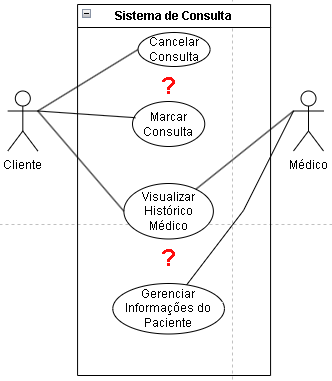 Sistema de Consulta
Cancelar
Consulta
?
Marcar
Consulta
Cliente
Médico
Visualizar
Histórico
Médico
?
Gerenciar
Informações do
Paciente